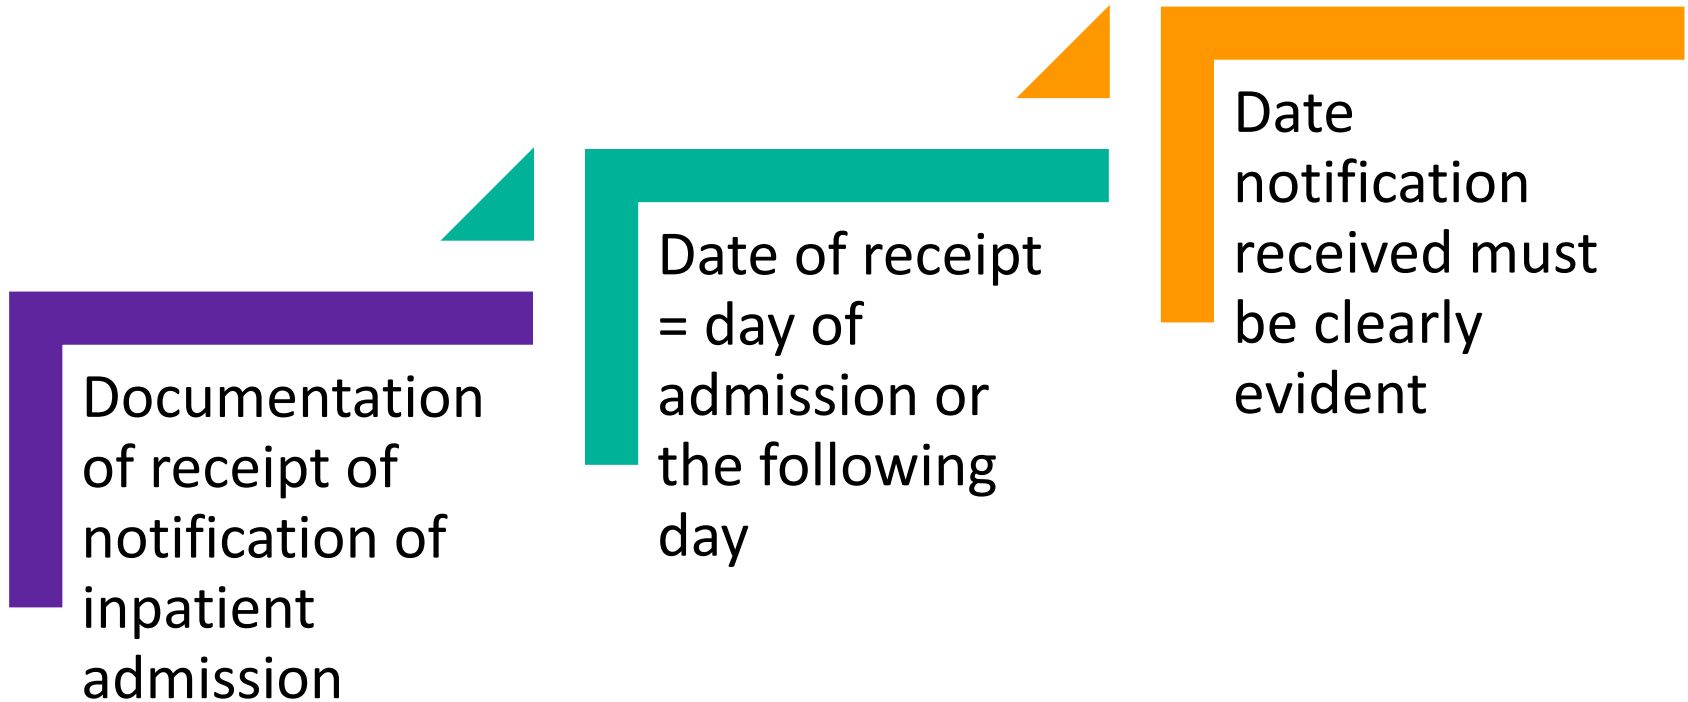 Documentation
of receipt of
notification of
inpatient
admission
Date of receipt
= day of
admission or
the following
day
Date
notification
received must
be clearly
evident